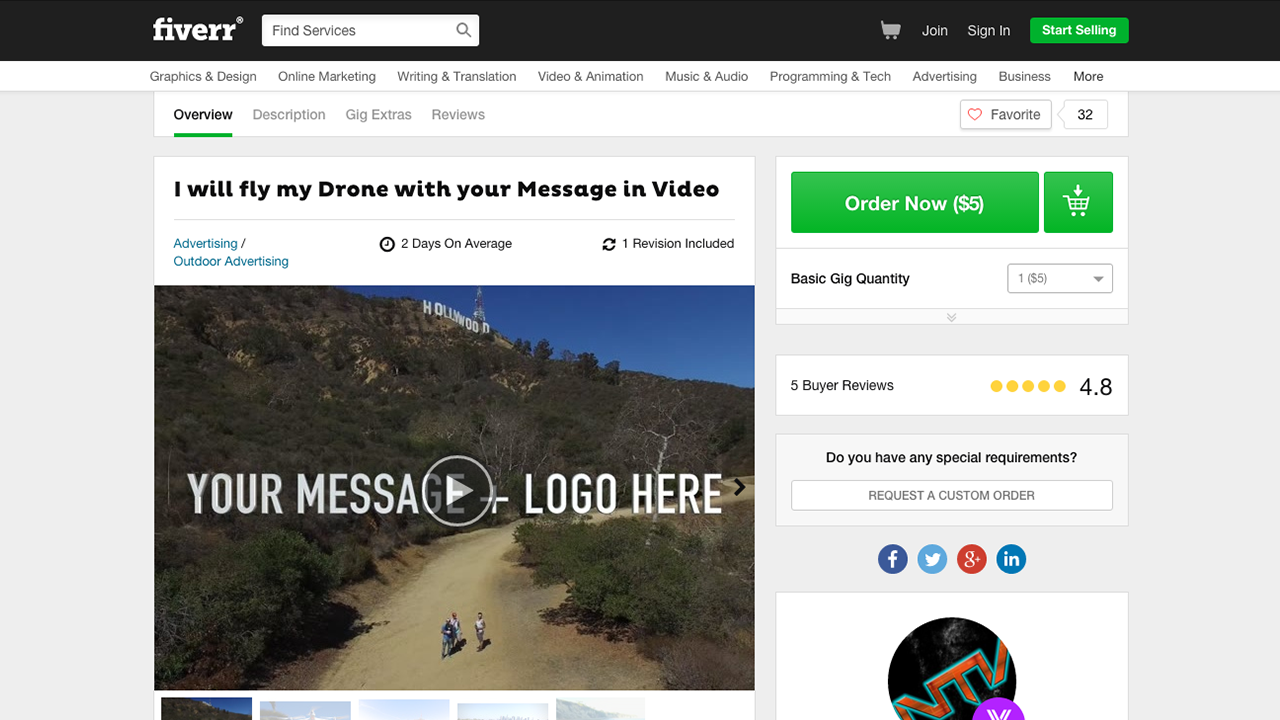 fiverr®
Find Services
Join
Sign In
Start Selling
Graphics & Design
Online Marketing
Writing & Translation
Video & Animation
Music & Audio
Programming & Tech
Advertising
Business
More
Overview
Description
Gig Extras
Reviews
Favorite
32
I will fly my Drone with your Message in Video
Advertising /
Outdoor Advertising
2 Days On Average
1 Revision Included
HOLLYWOOD
YOUR MESSAGE + LOGO HERE
Order Now ($5)
Basic Gig Quantity
1 ($5)
5 Buyer Reviews
4.8
Do you have any special requirements?
REQUEST A CUSTOM ORDER
f
g+
in